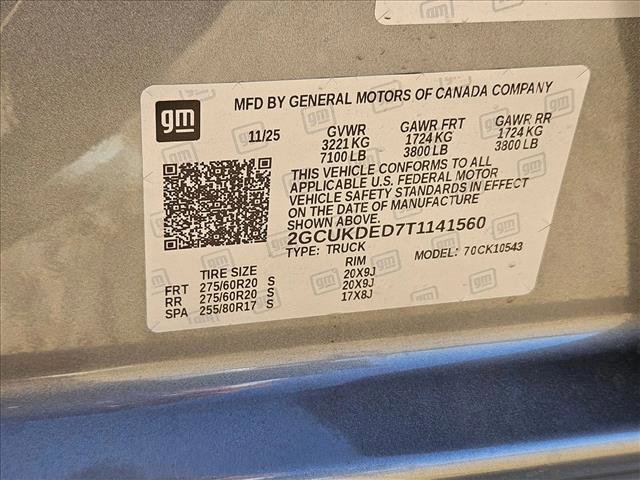 gm
MFD BY GENERAL MOTORS OF CANADA COMPANY
11/25 GVWR GAWR FRT GAWR RR
3221 KG 1724 KG 1724 KG
7100 LB 3800 LB 3800 LB
THIS VEHICLE CONFORMS TO ALL
APPLICABLE U.S. FEDERAL MOTOR
VEHICLE SAFETY STANDARDS IN EFFECT
ON THE DATE OF MANUFACTURE
SHOWN ABOVE.
2GCUKDED7T1141560
TYPE: TRUCK MODEL: 70CK10543
TIRE SIZE RIM
FRT 275/60R20 S 20X9J
RR 275/60R20 S 20X9J
SPA 255/80R17 S 17X8J